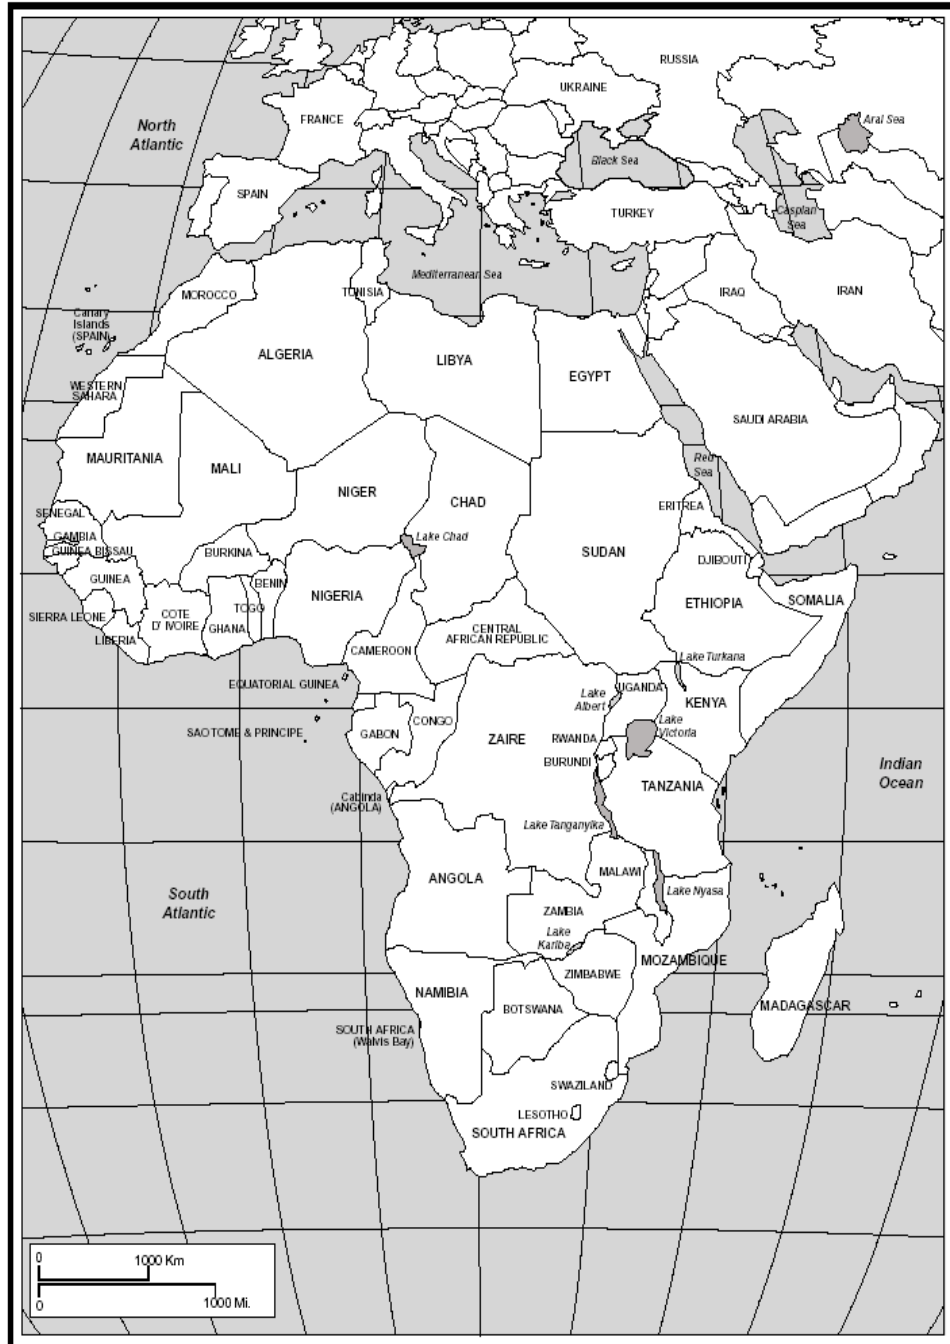 RUSSIA
UKRAINE
Aral Sea
FRANCE
North
Atlantic
Black Sea
SPAIN
TURKEY
Caspian
Sea
Mediterranean Sea
MOROCCO
TUNISIA
IRAQ
IRAN
Canary
Islands
(SPAIN)
ALGERIA
LIBYA
EGYPT
WESTERN
SAHARA
SAUDI ARABIA
MAURITANIA
MALI
NIGER
CHAD
Red
Sea
ERITREA
SENEGAL
GAMBIA
GUINEA BISSAU
BURKINA
Lake Chad
SUDAN
DJIBOUTI
GUINEA
BENIN
NIGERIA
ETHIOPIA
SOMALIA
SIERRA LEONE
COTE
D' IVOIRE
GHANA
TOGO
LIBERIA
CENTRAL
AFRICAN REPUBLIC
CAMEROON
Lake Turkana
EQUATORIAL GUINEA
UGANDA
Lake
Albert
KENYA
SAO TOME & PRINCIPE
GABON
CONGO
ZAIRE
RWANDA
Lake
Victoria
BURUNDI
Indian
Ocean
TANZANIA
Cabinda
(ANGOLA)
Lake Tanganyika
ANGOLA
MALAWI
Lake Nyasa
South
Atlantic
ZAMBIA
Lake
Kariba
MOZAMBIQUE
ZIMBABWE
NAMIBIA
BOTSWANA
MADAGASCAR
SOUTH AFRICA
(Walvis Bay)
SWAZILAND
LESOTHO
SOUTH AFRICA
0
1000 Km
0
1000 Mi.